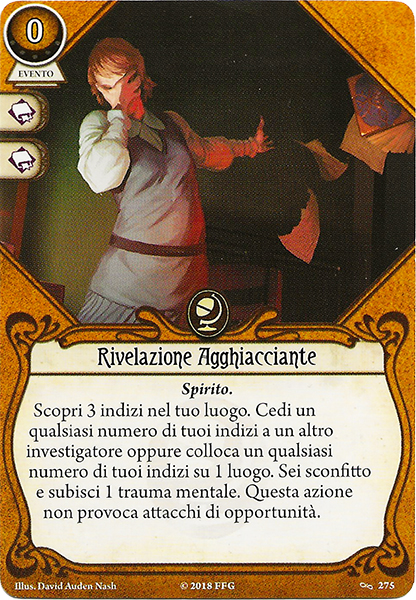 0
EVENTO
Rivelazione Agghiacciante
Spirito.
Scopri 3 indizi nel tuo luogo. Cedi un
qualsiasi numero di tuoi indizi a un altro
investigatore oppure colloca un qualsiasi
numero di tuoi indizi su 1 luogo. Sei sconfitto
e subisci 1 trauma mentale. Questa azione
non provoca attacchi di opportunità.
Illus. David Auden Nash
© 2018 FFG
275